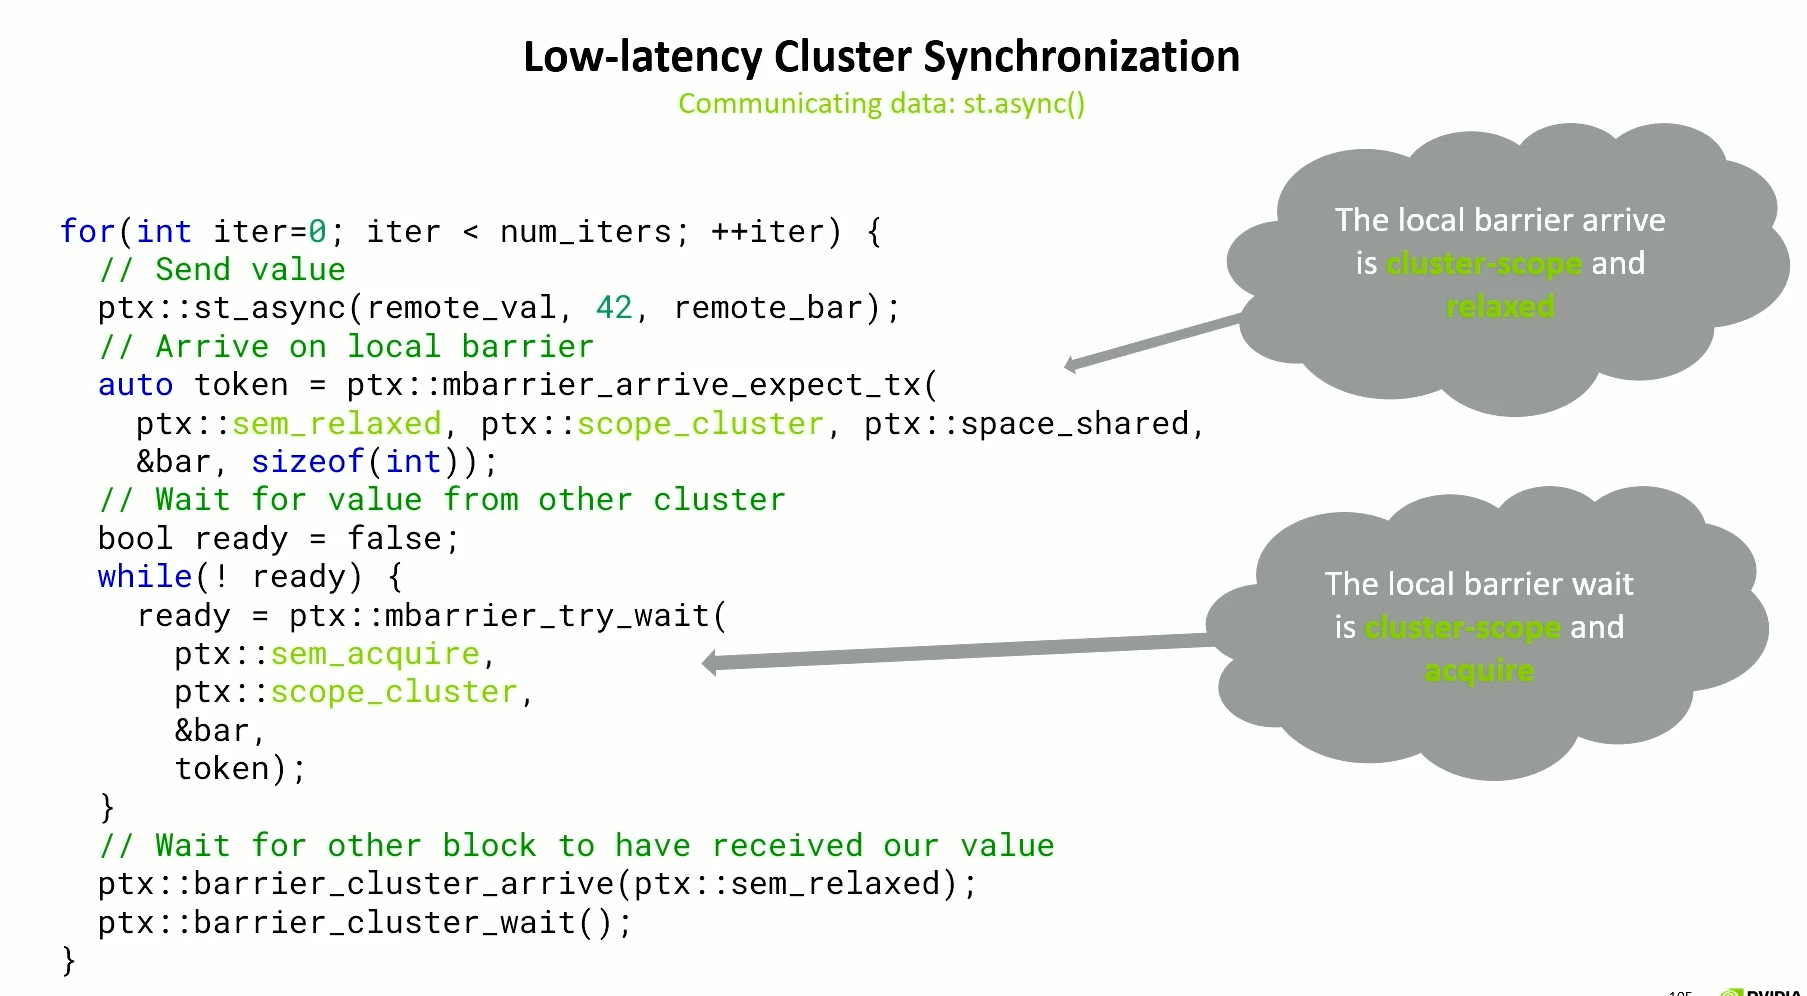 Low-latency Cluster Synchronization
Communicating data: st.async()
for(int iter=0; iter < num_iters; ++iter) {
// Send value
ptx::st_async(remote_val, 42, remote_bar);
// Arrive on local barrier
auto token = ptx::mbarrier_arrive_expect_tx(
ptx::sem_relaxed, ptx::scope_cluster, ptx::space_shared,
&bar, sizeof(int));
// Wait for value from other cluster
bool ready = false;
while(! ready) {
ready = ptx::mbarrier_try_wait(
ptx::sem_acquire,
ptx::scope_cluster,
&bar,
token);
}
// Wait for other block to have received our value
ptx::barrier_cluster_arrive(ptx::sem_relaxed);
ptx::barrier_cluster_wait();
}
The local barrier arrive
is cluster-scope and
relaxed
The local barrier wait
is cluster-scope and
acquire